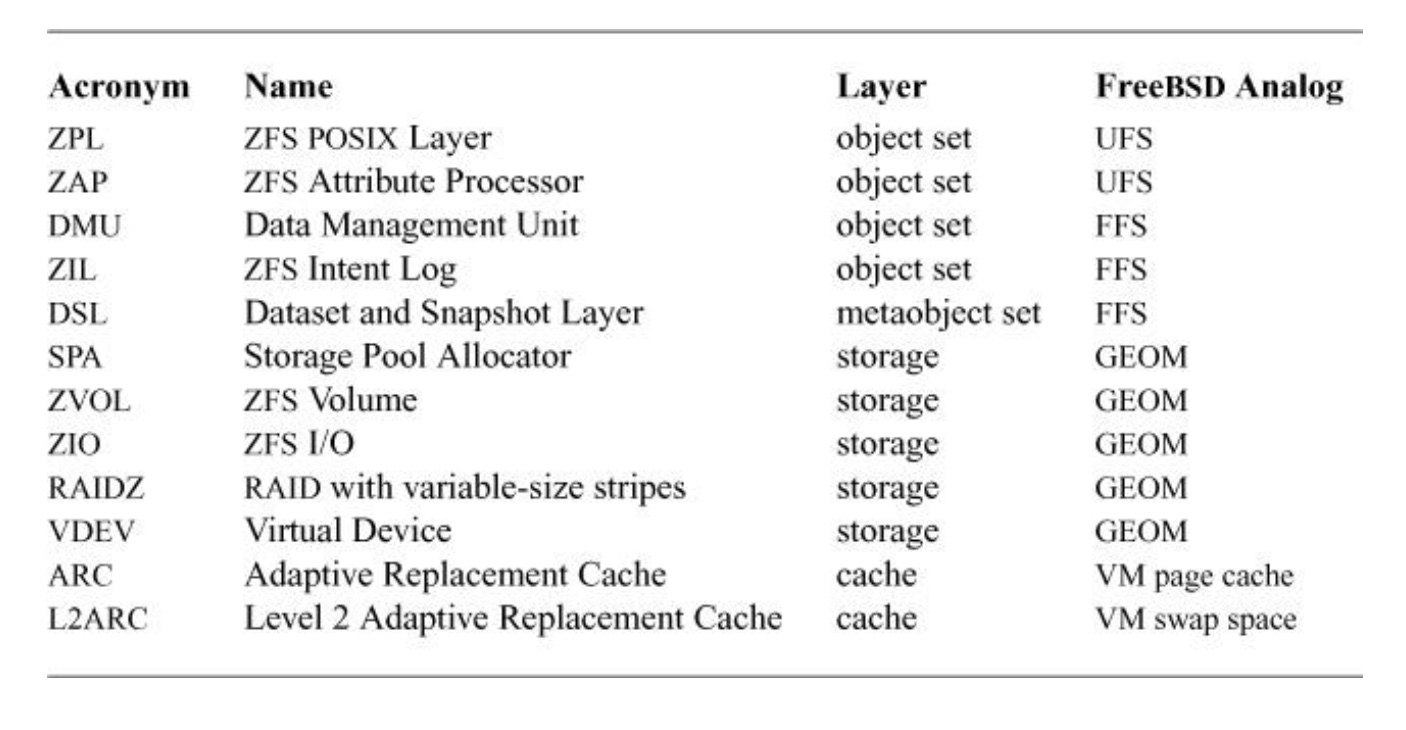 Acronym Name Layer FreeBSD Analog
ZPL ZFS POSIX Layer object set UFS
ZAP ZFS Attribute Processor object set UFS
DMU Data Management Unit object set FFS
ZIL ZFS Intent Log object set FFS
DSL Dataset and Snapshot Layer metaobject set FFS
SPA Storage Pool Allocator storage GEOM
ZVOL ZFS Volume storage GEOM
ZIO ZFS I/O storage GEOM
RAIDZ RAID with variable-size stripes storage GEOM
VDEV Virtual Device storage GEOM
ARC Adaptive Replacement Cache cache VM page cache
L2ARC Level 2 Adaptive Replacement Cache cache VM swap space